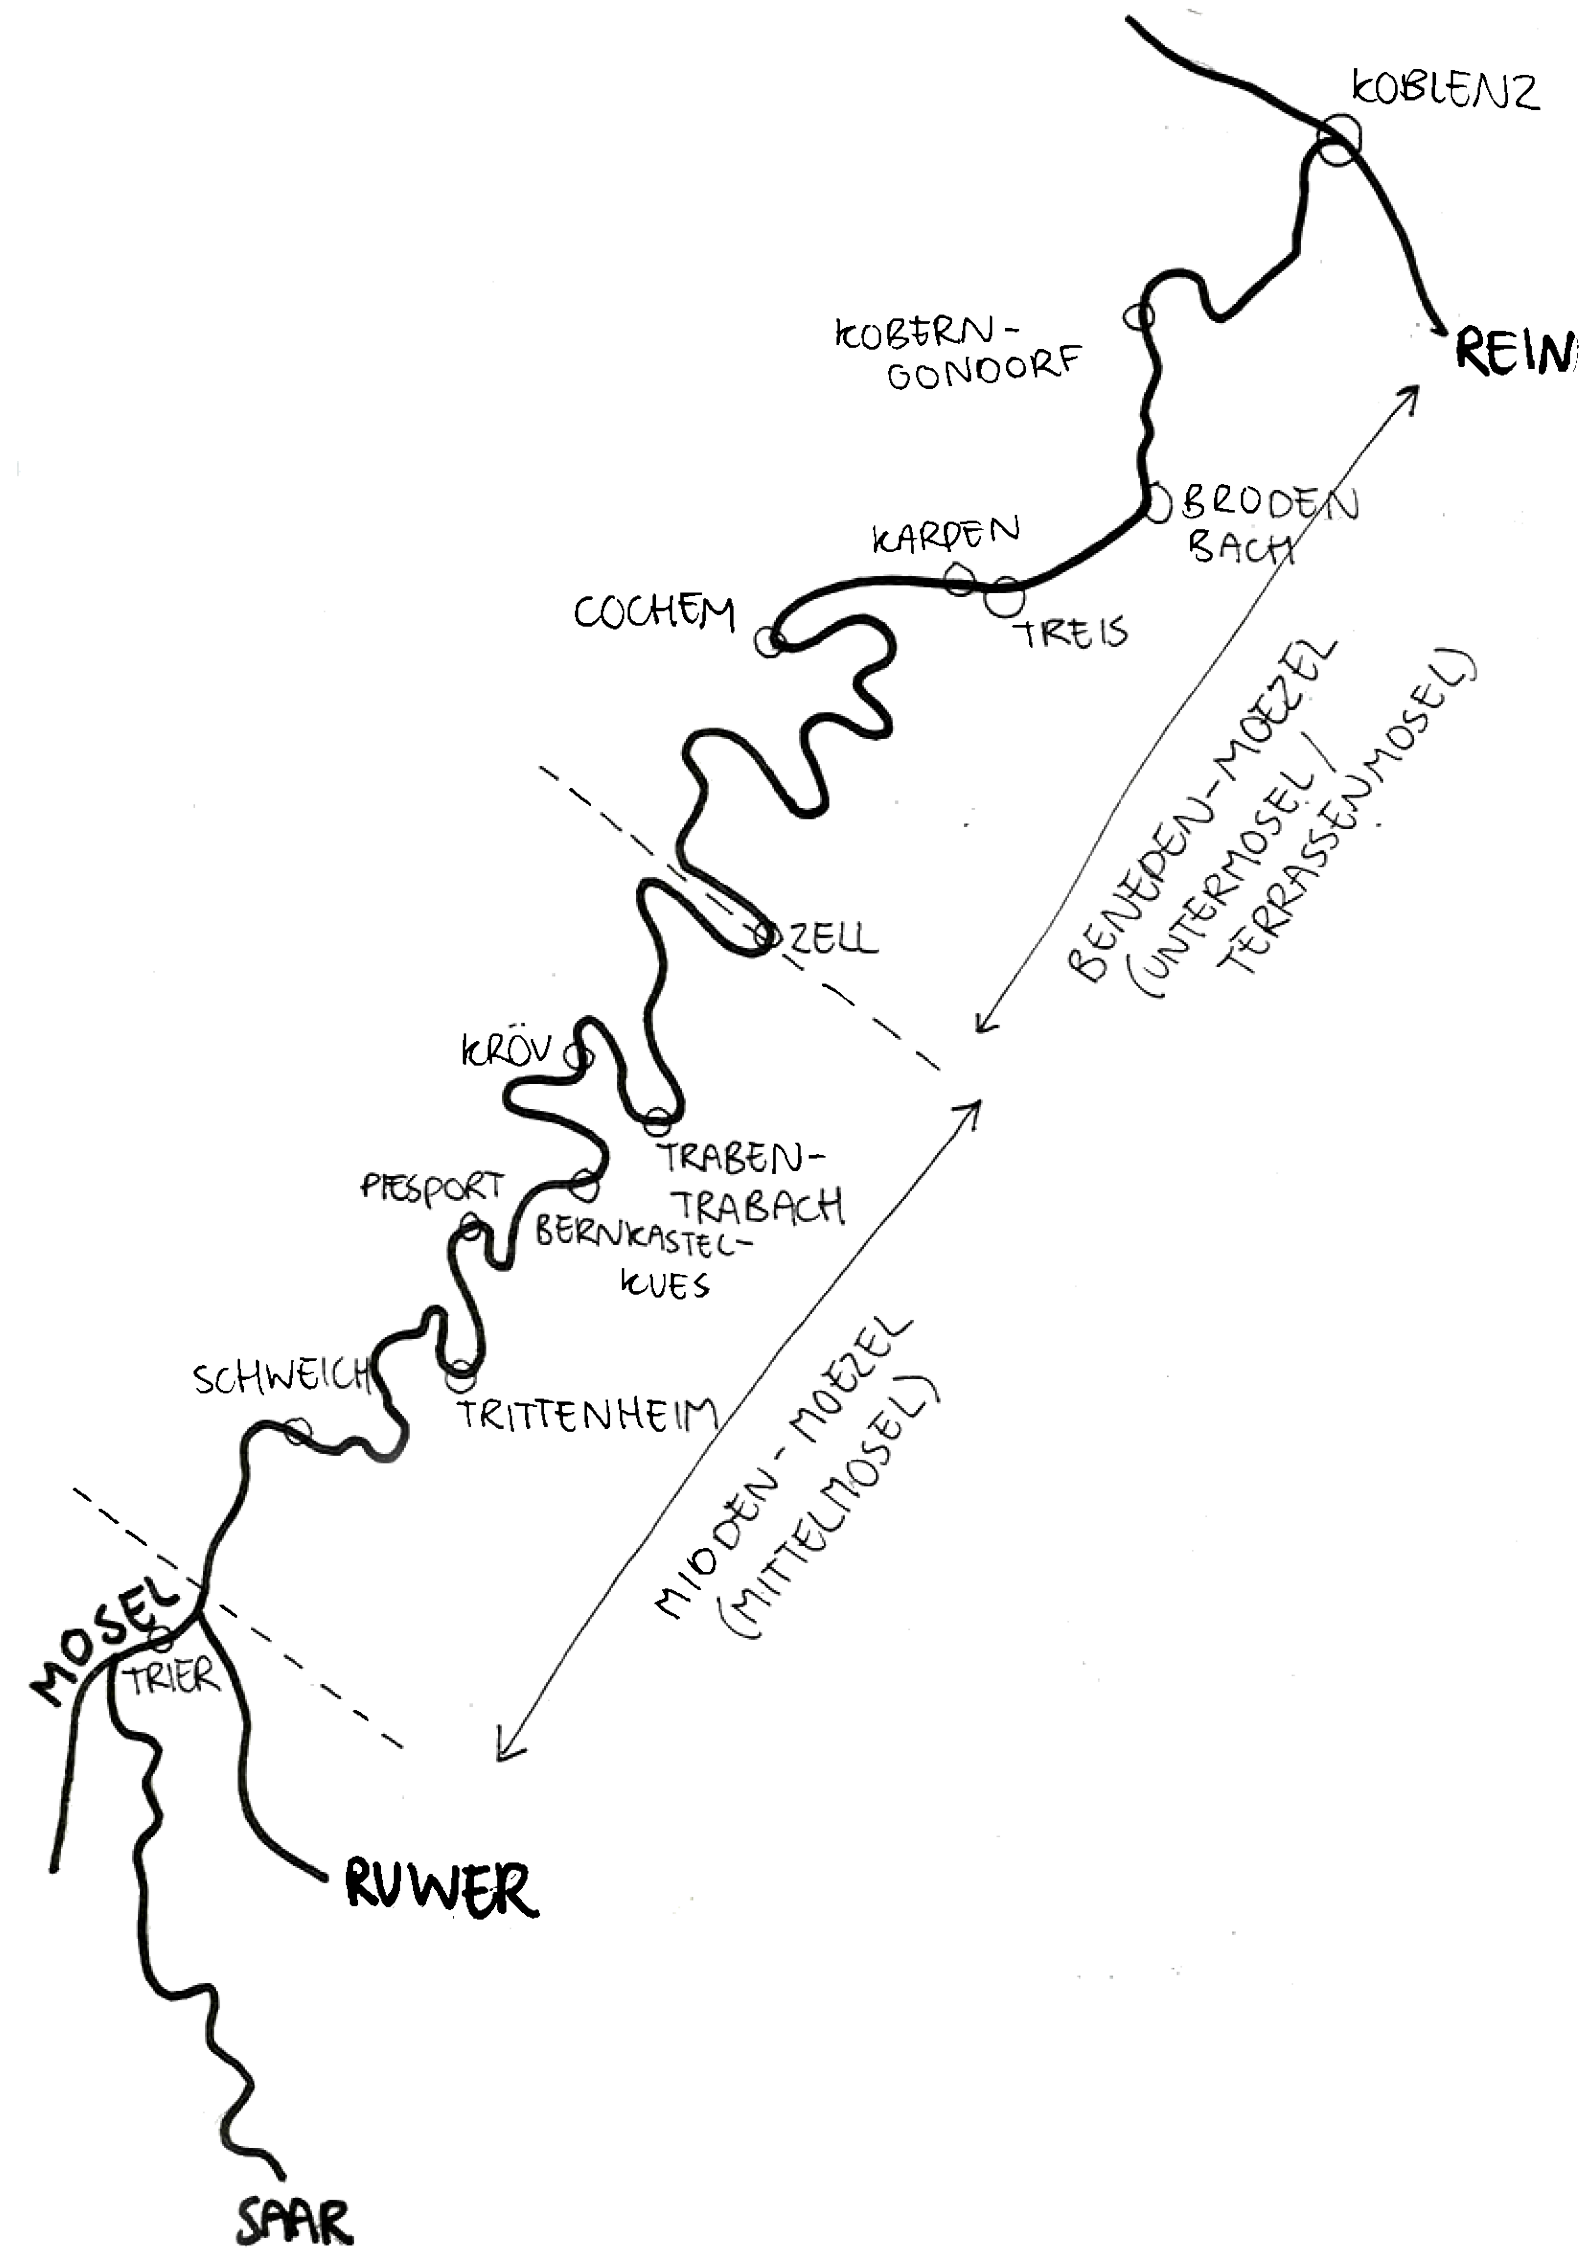 KOBLENZ
KOBERN-
GONDORF
REIN
BRODEN
BACH
KARDEN
COCHEM
TREIS
BENEDEN-MOEZEL
(UNTERMOSEL /
TERRASSENMOSEL)
ZELL
KRÖV
TRABEN-
TRABACH
PIESPORT
BERNKASTEL-
KUES
SCHWEICH
TRITTENHEIM
MIDDEN-MOEZEL
(MITTELMOSEL)
MOSEL
TRIER
RUWER
SAAR